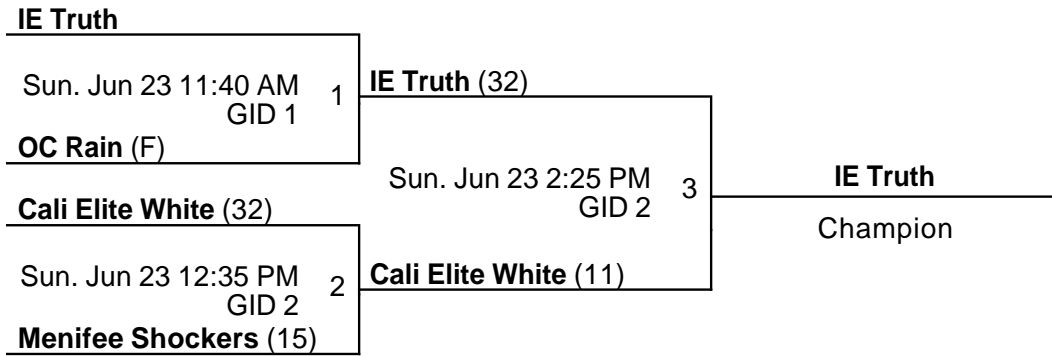 IE Truth
Sun. Jun 23 11:40 AM
GID 1
1
OC Rain (F)
IE Truth (32)
Cali Elite White (32)
Sun. Jun 23 12:35 PM
GID 2
2
Menifee Shockers (15)
Sun. Jun 23 2:25 PM
GID 2
3
Cali Elite White (11)
IE Truth
Champion